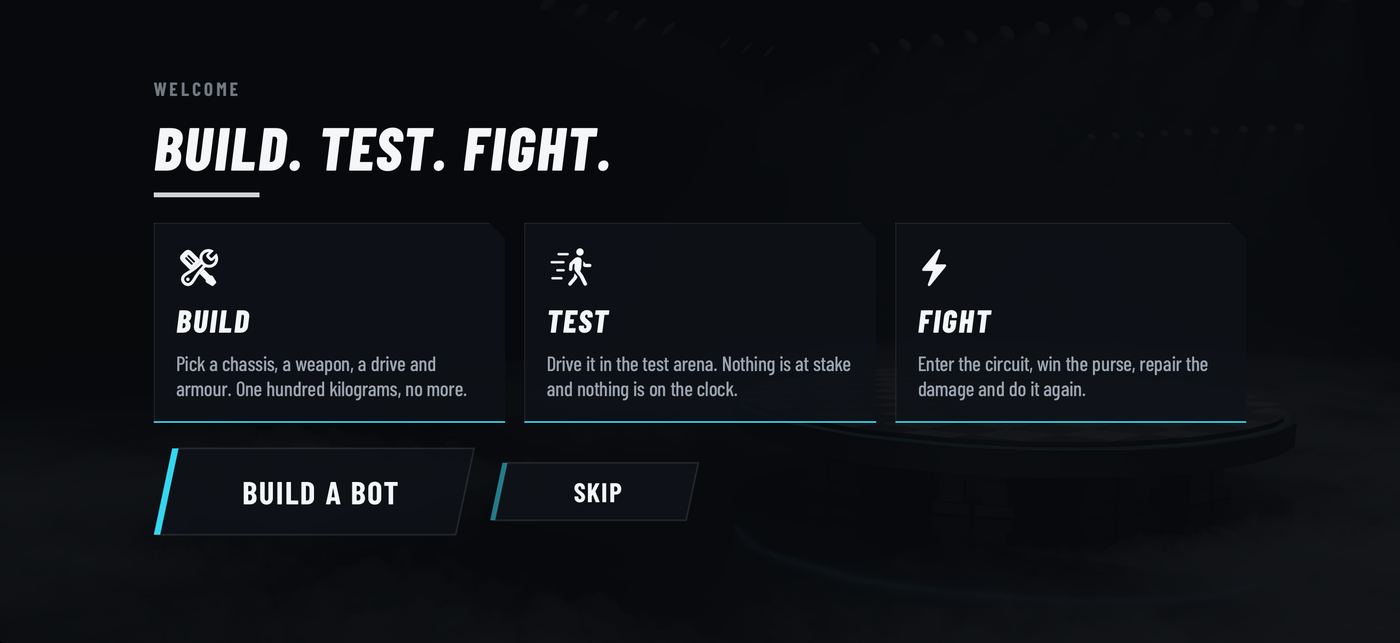 WELCOME
BUILD. TEST. FIGHT.
BUILD
Pick a chassis, a weapon, a drive and
armour. One hundred kilograms, no more.
TEST
Drive it in the test arena. Nothing is at stake
and nothing is on the clock.
FIGHT
Enter the circuit, win the purse, repair the
damage and do it again.
BUILD A BOT
SKIP